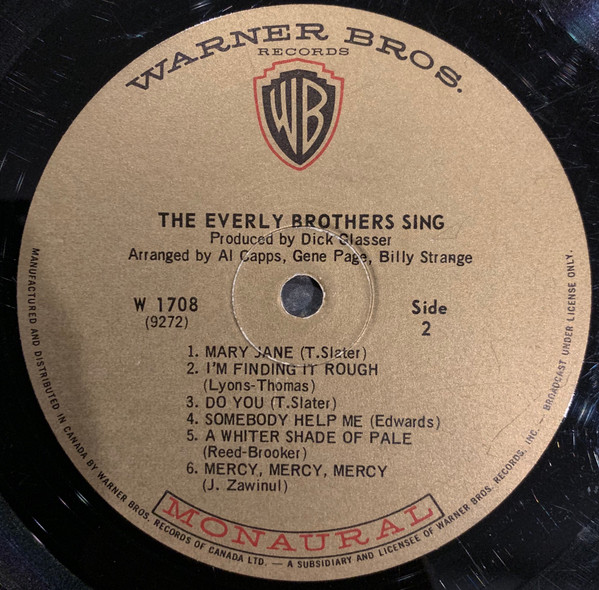 WARNER BROS.
RECORDS
WB
THE EVERLY BROTHERS SING
Produced by Dick Glasser
Arranged by Al Capps, Gene Page, Billy Strange
W 1708
(9272)
Side
2
1. MARY JANE (T.Slater)
2. I'M FINDING IT ROUGH
(Lyons-Thomas)
3. DO YOU (T.Slater)
4. SOMEBODY HELP ME (Edwards)
5. A WHITER SHADE OF PALE
(Reed-Brooker)
6. MERCY, MERCY, MERCY
(J. Zawinul)
MONAURAL
MANUFACTURED AND DISTRIBUTED IN CANADA BY WARNER BROS. RECORDS OF CANADA LTD. — A SUBSIDIARY AND LICENSEE OF WARNER BROS. RECORDS, INC. — BROADCAST UNDER LICENSE ONLY.